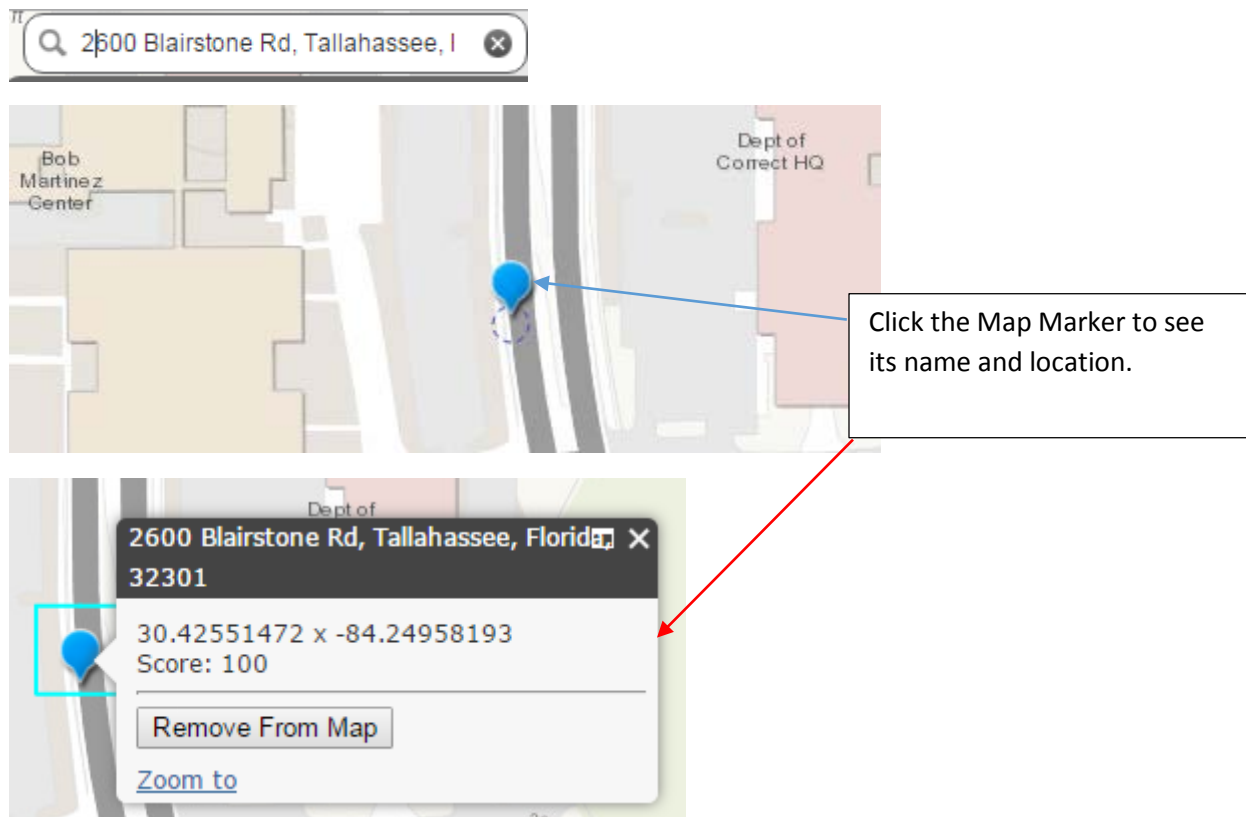 π
2600 Blairstone Rd, Tallahassee, I
Bob
Martinez
Center
Dept of
Correct HQ
Click the Map Marker to see
its name and location.
Dept of
2600 Blairstone Rd, Tallahassee, Florida,
32301
30.42551472 x -84.24958193
Score: 100
Remove From Map
Zoom to